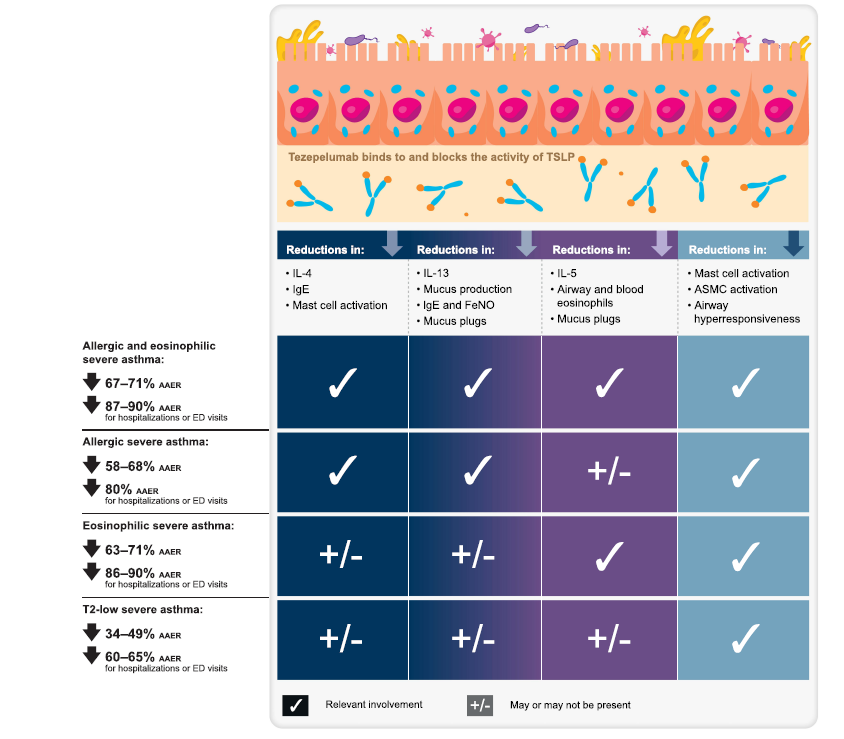 Tezepelumab binds to and blocks the activity of TSLP
Reductions in:
• IL-4
• IgE
• Mast cell activation
Reductions in:
• IL-13
• Mucus production
• IgE and FeNO
• Mucus plugs
Reductions in:
• IL-5
• Airway and blood
eosinophils
• Mucus plugs
Reductions in:
• Mast cell activation
• ASMC activation
• Airway
hyperresponsiveness
Allergic and eosinophilic
severe asthma:
67–71% AAER
87–90% AAER
for hospitalizations or ED visits
✓ ✓ ✓ ✓
Allergic severe asthma:
58–68% AAER
80% AAER
for hospitalizations or ED visits
✓ ✓ +/- ✓
Eosinophilic severe asthma:
63–71% AAER
86–90% AAER
for hospitalizations or ED visits
+/- +/- ✓ ✓
T2-low severe asthma:
34–49% AAER
60–65% AAER
for hospitalizations or ED visits
+/- +/- +/- ✓
✓ Relevant involvement
+/- May or may not be present